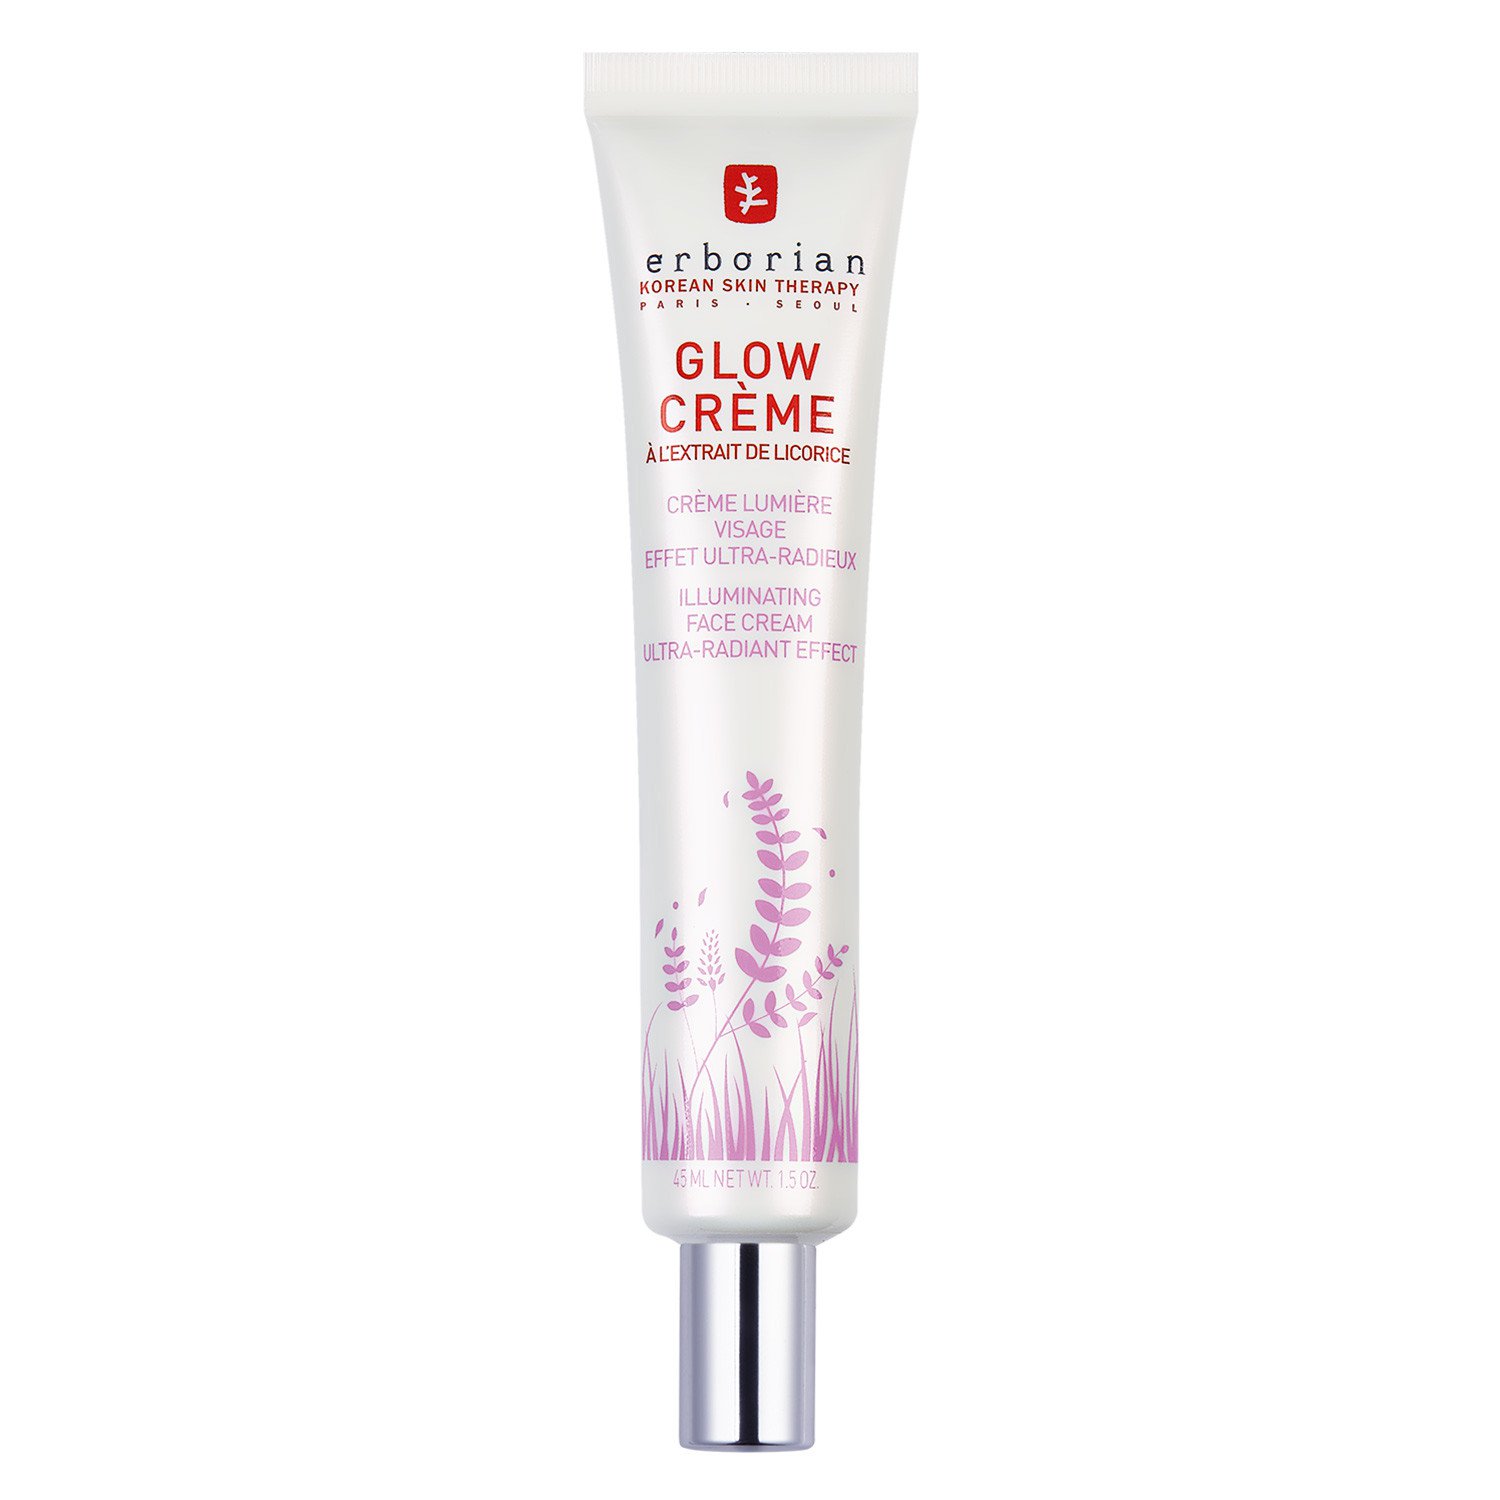 erborian
KOREAN SKIN THERAPY
PARIS · SEOUL
GLOW
CRÈME
À L'EXTRAIT DE LICORICE
CRÈME LUMIÈRE
VISAGE
EFFET ULTRA-RADIEUX
ILLUMINATING
FACE CREAM
ULTRA-RADIANT EFFECT
45 ML NET WT. 1.5 OZ.